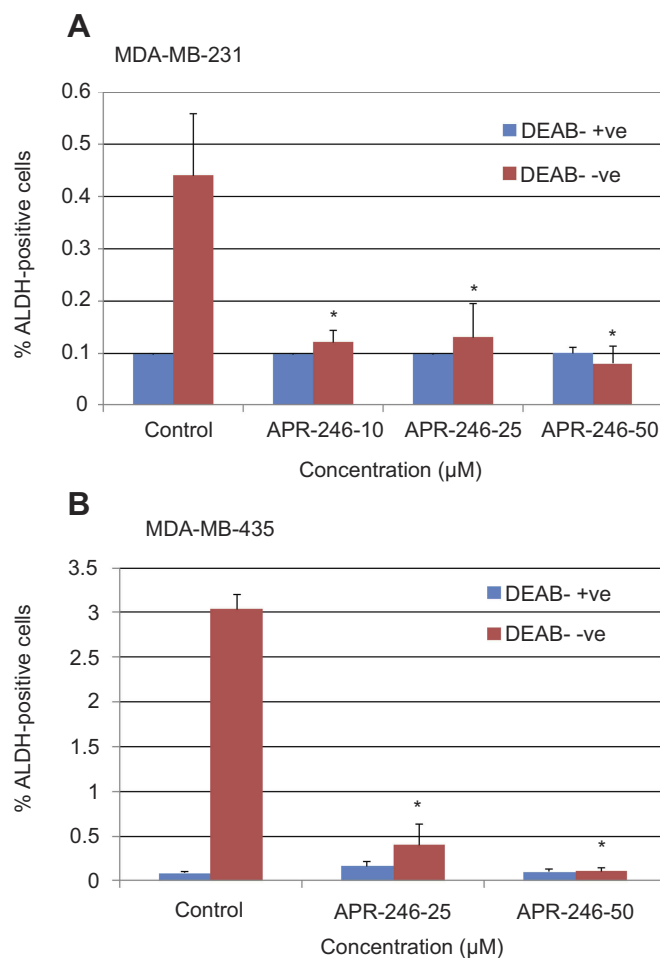 A
MDA-MB-231
0.6
0.5
0.4
0.3
0.2
0.1
0
% ALDH-positive cells
DEAB- +ve
DEAB- -ve
*
*
*
Control
APR-246-10
APR-246-25
APR-246-50
Concentration (µM)
B
MDA-MB-435
3.5
3
2.5
2
1.5
1
0.5
0
% ALDH-positive cells
DEAB- +ve
DEAB- -ve
*
*
Control
APR-246-25
APR-246-50
Concentration (µM)